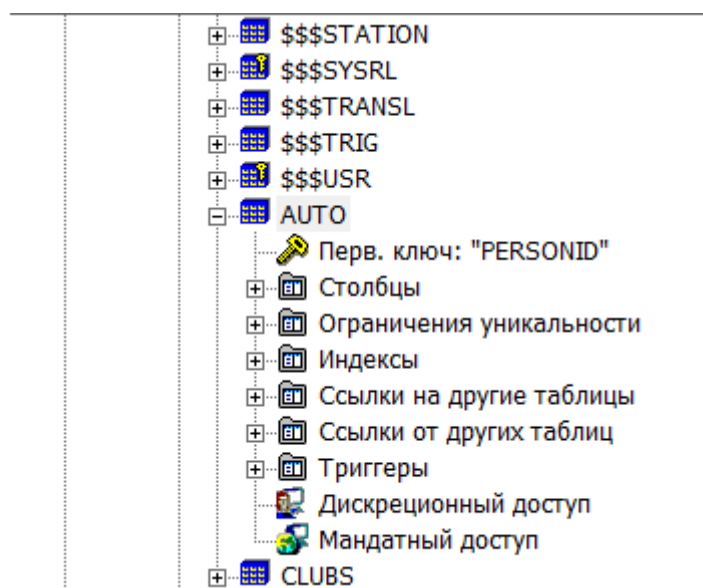 $$$STATION
$$$SYSRL
$$$TRANSL
$$$TRIG
$$$USR
AUTO
Перв. ключ: "PERSONID"
Столбцы
Ограничения уникальности
Индексы
Ссылки на другие таблицы
Ссылки от других таблиц
Триггеры
Дискреционный доступ
Мандатный доступ
CLUBS